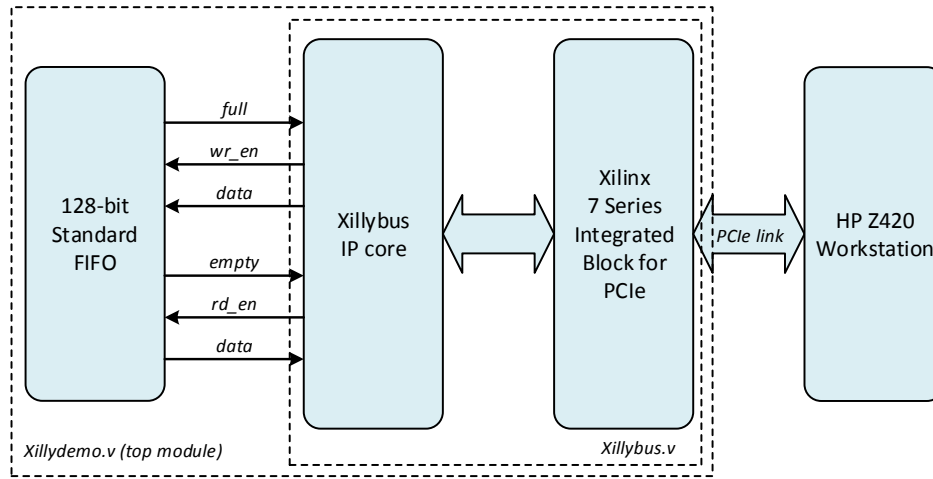 128-bit
Standard
FIFO
full
wr_en
data
empty
rd_en
data
Xillybus
IP core
Xilinx
7 Series
Integrated
Block for
PCIe
PCIe link
HP Z420
Workstation
Xillydemo.v (top module)
Xillybus.v